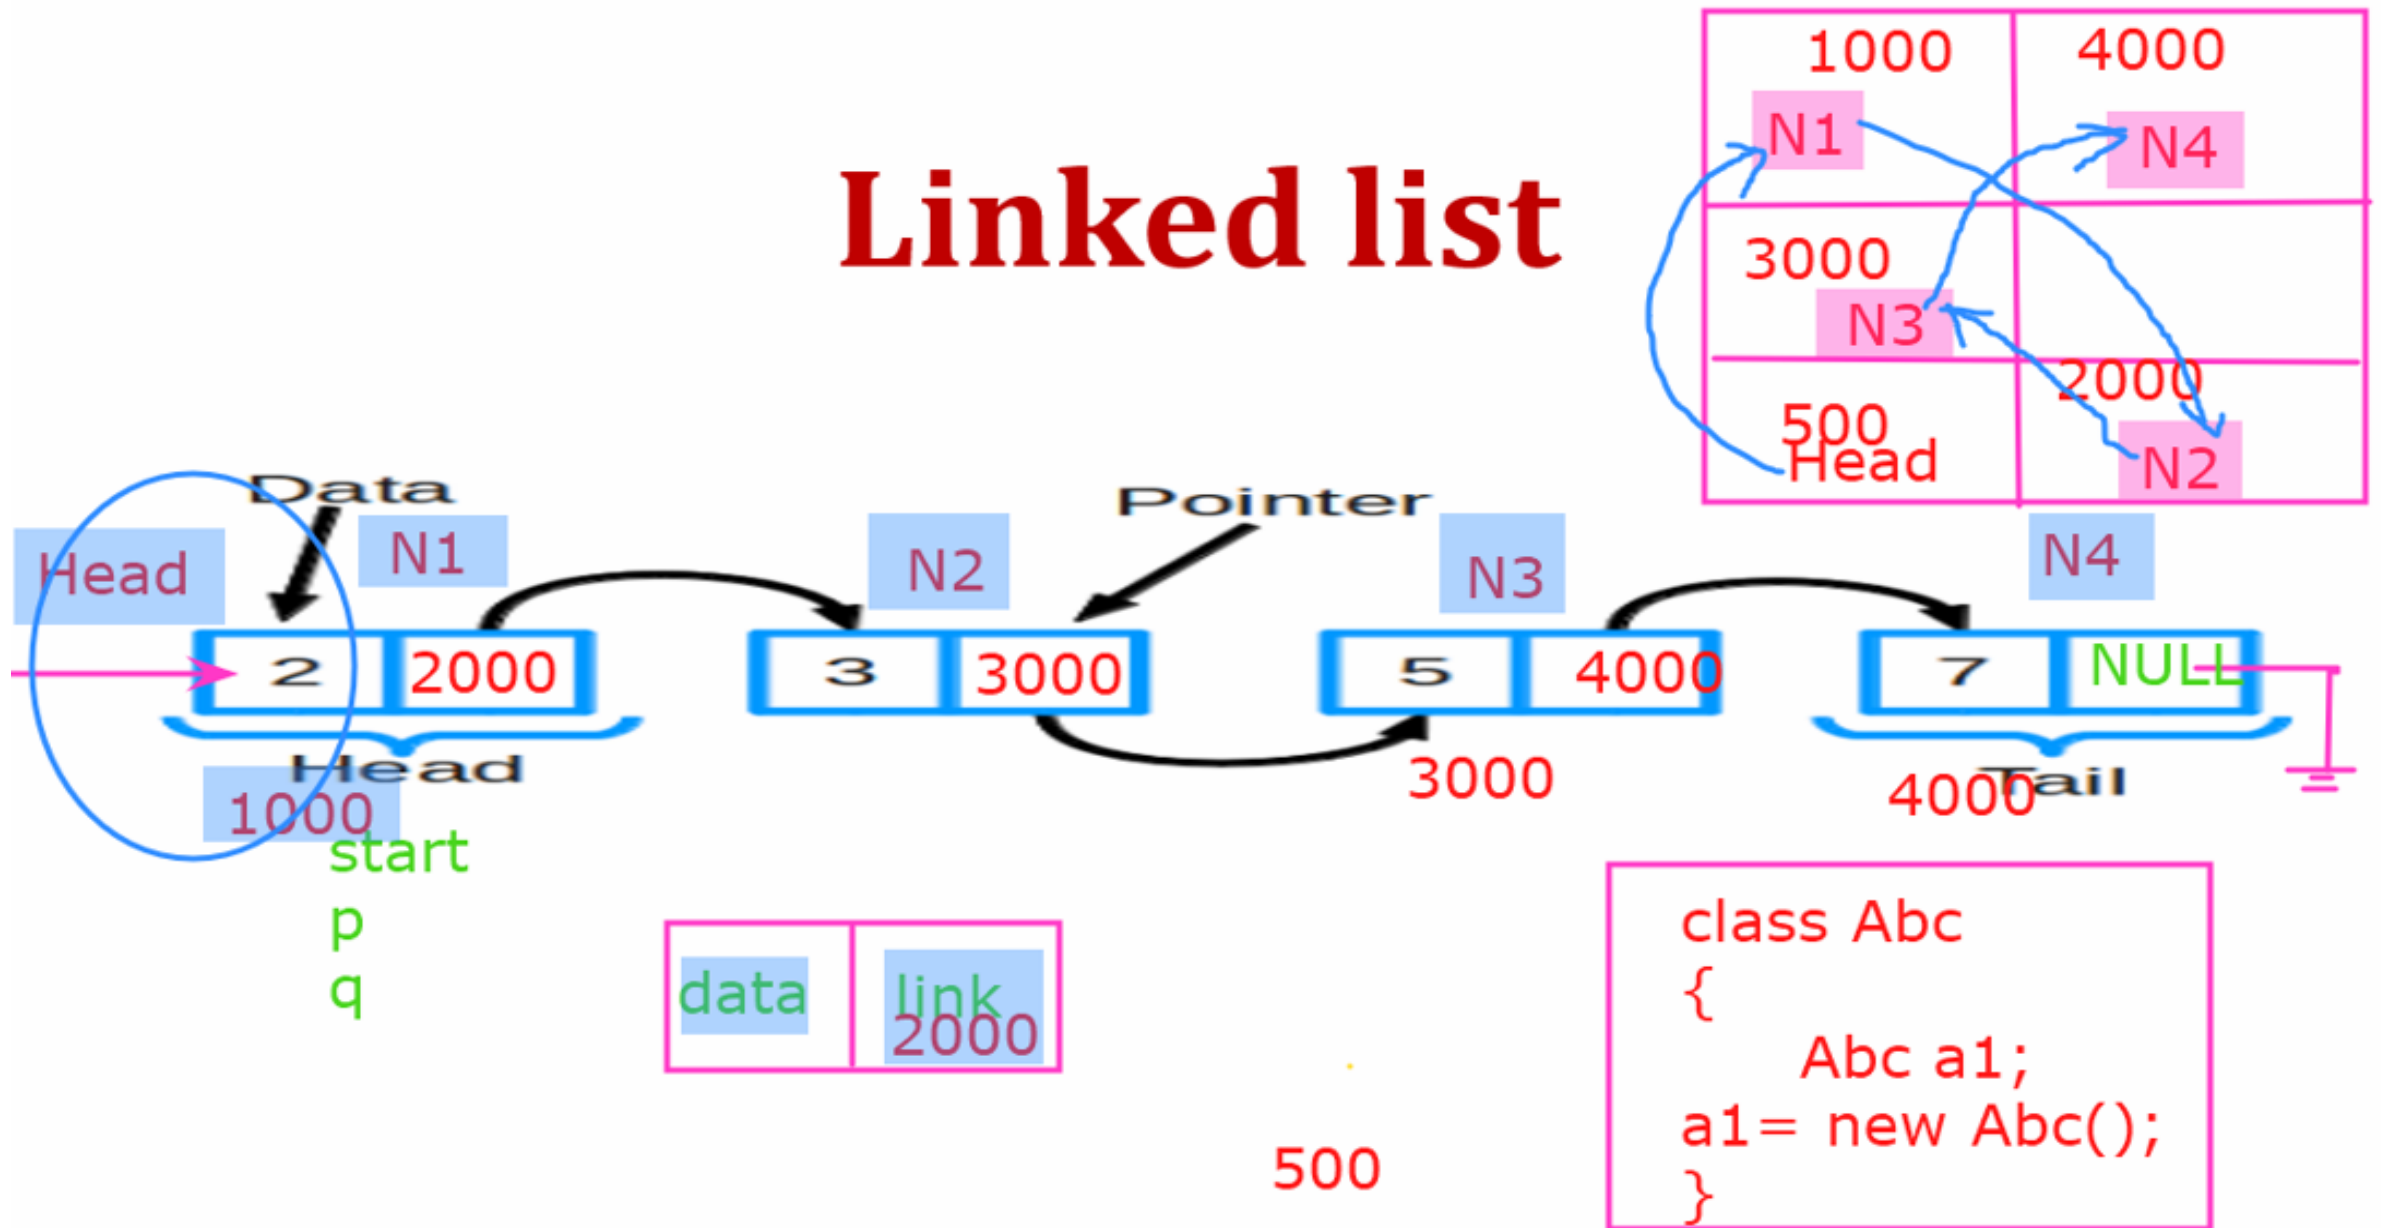 1000 4000
N1 N4
Linked list
3000
N3
2000
500
Head N2
Data Pointer
Head N1 N2 N3 N4
2 2000 3 3000 5 4000 7 NULL
Head 3000 4000 Tail
1000
start
p
q
data link
2000
500
class Abc
{
Abc a1;
a1= new Abc();
}